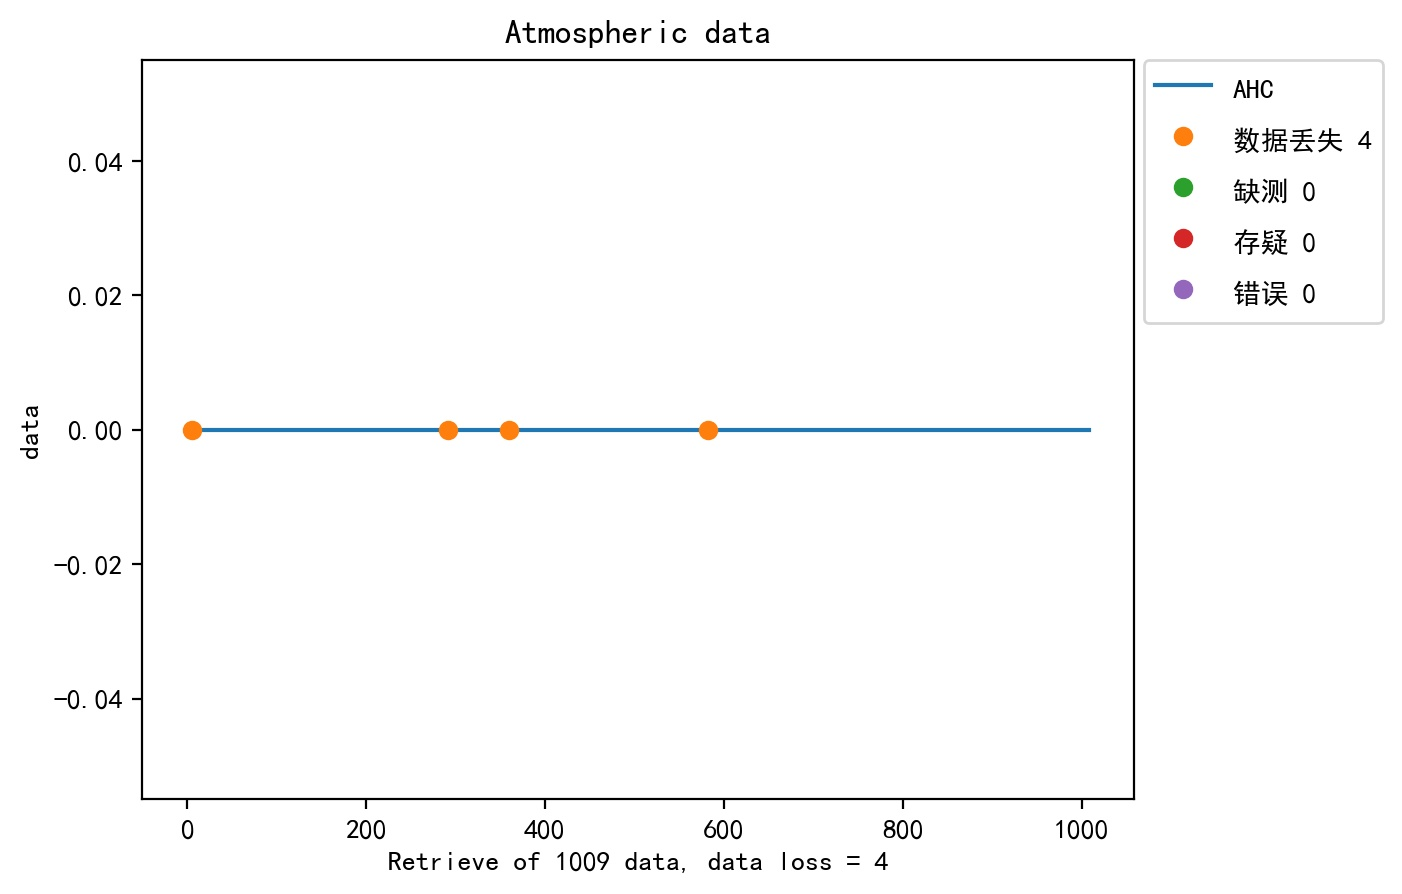 Atmospheric data
AHC
数据丢失 4
缺测 0
存疑 0
错误 0
0.04
0.02
0.00
-0.02
-0.04
data
0
200
400
600
800
1000
Retrieve of 1009 data, data loss = 4